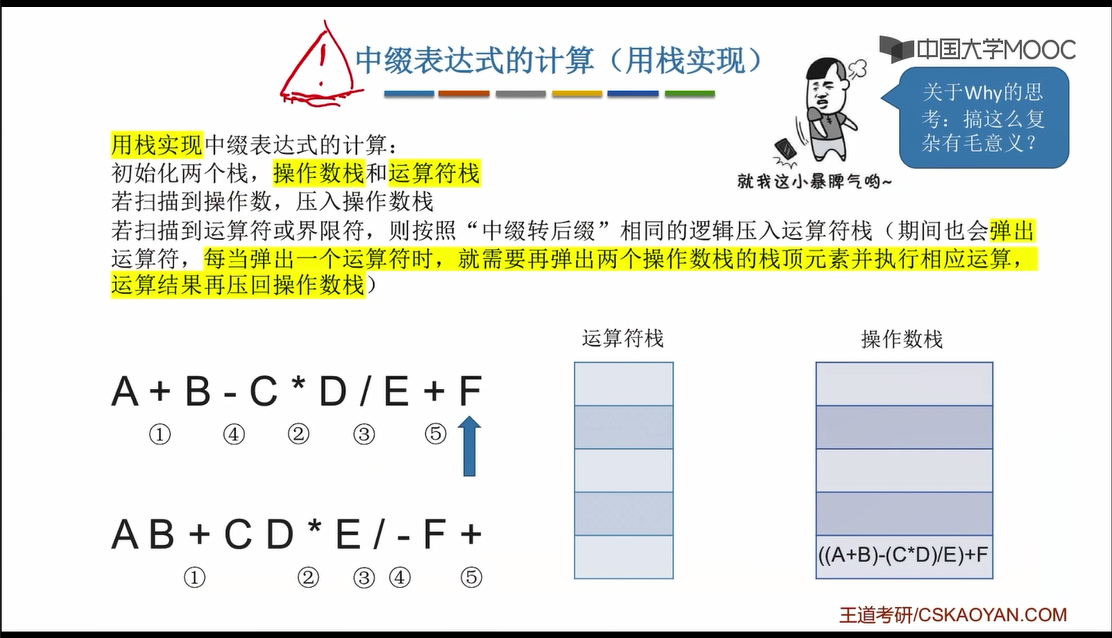 中缀表达式的计算（用栈实现）
中国大学MOOC
关于Why的思
考：搞这么复
杂有毛意义？
就我这小暴脾气哟~
用栈实现中缀表达式的计算：
初始化两个栈，操作数栈和运算符栈
若扫描到操作数，压入操作数栈
若扫描到运算符或界限符，则按照“中缀转后缀”相同的逻辑压入运算符栈（期间也会弹出
运算符，每当弹出一个运算符时，就需要再弹出两个操作数栈的栈顶元素并执行相应运算，
运算结果再压回操作数栈）
运算符栈
操作数栈
A + B - C * D / E + F
① ④ ② ③ ⑤
A B + C D * E / - F +
① ② ③ ④ ⑤
((A+B)-(C*D)/E)+F
王道考研/CSKAOYAN.COM